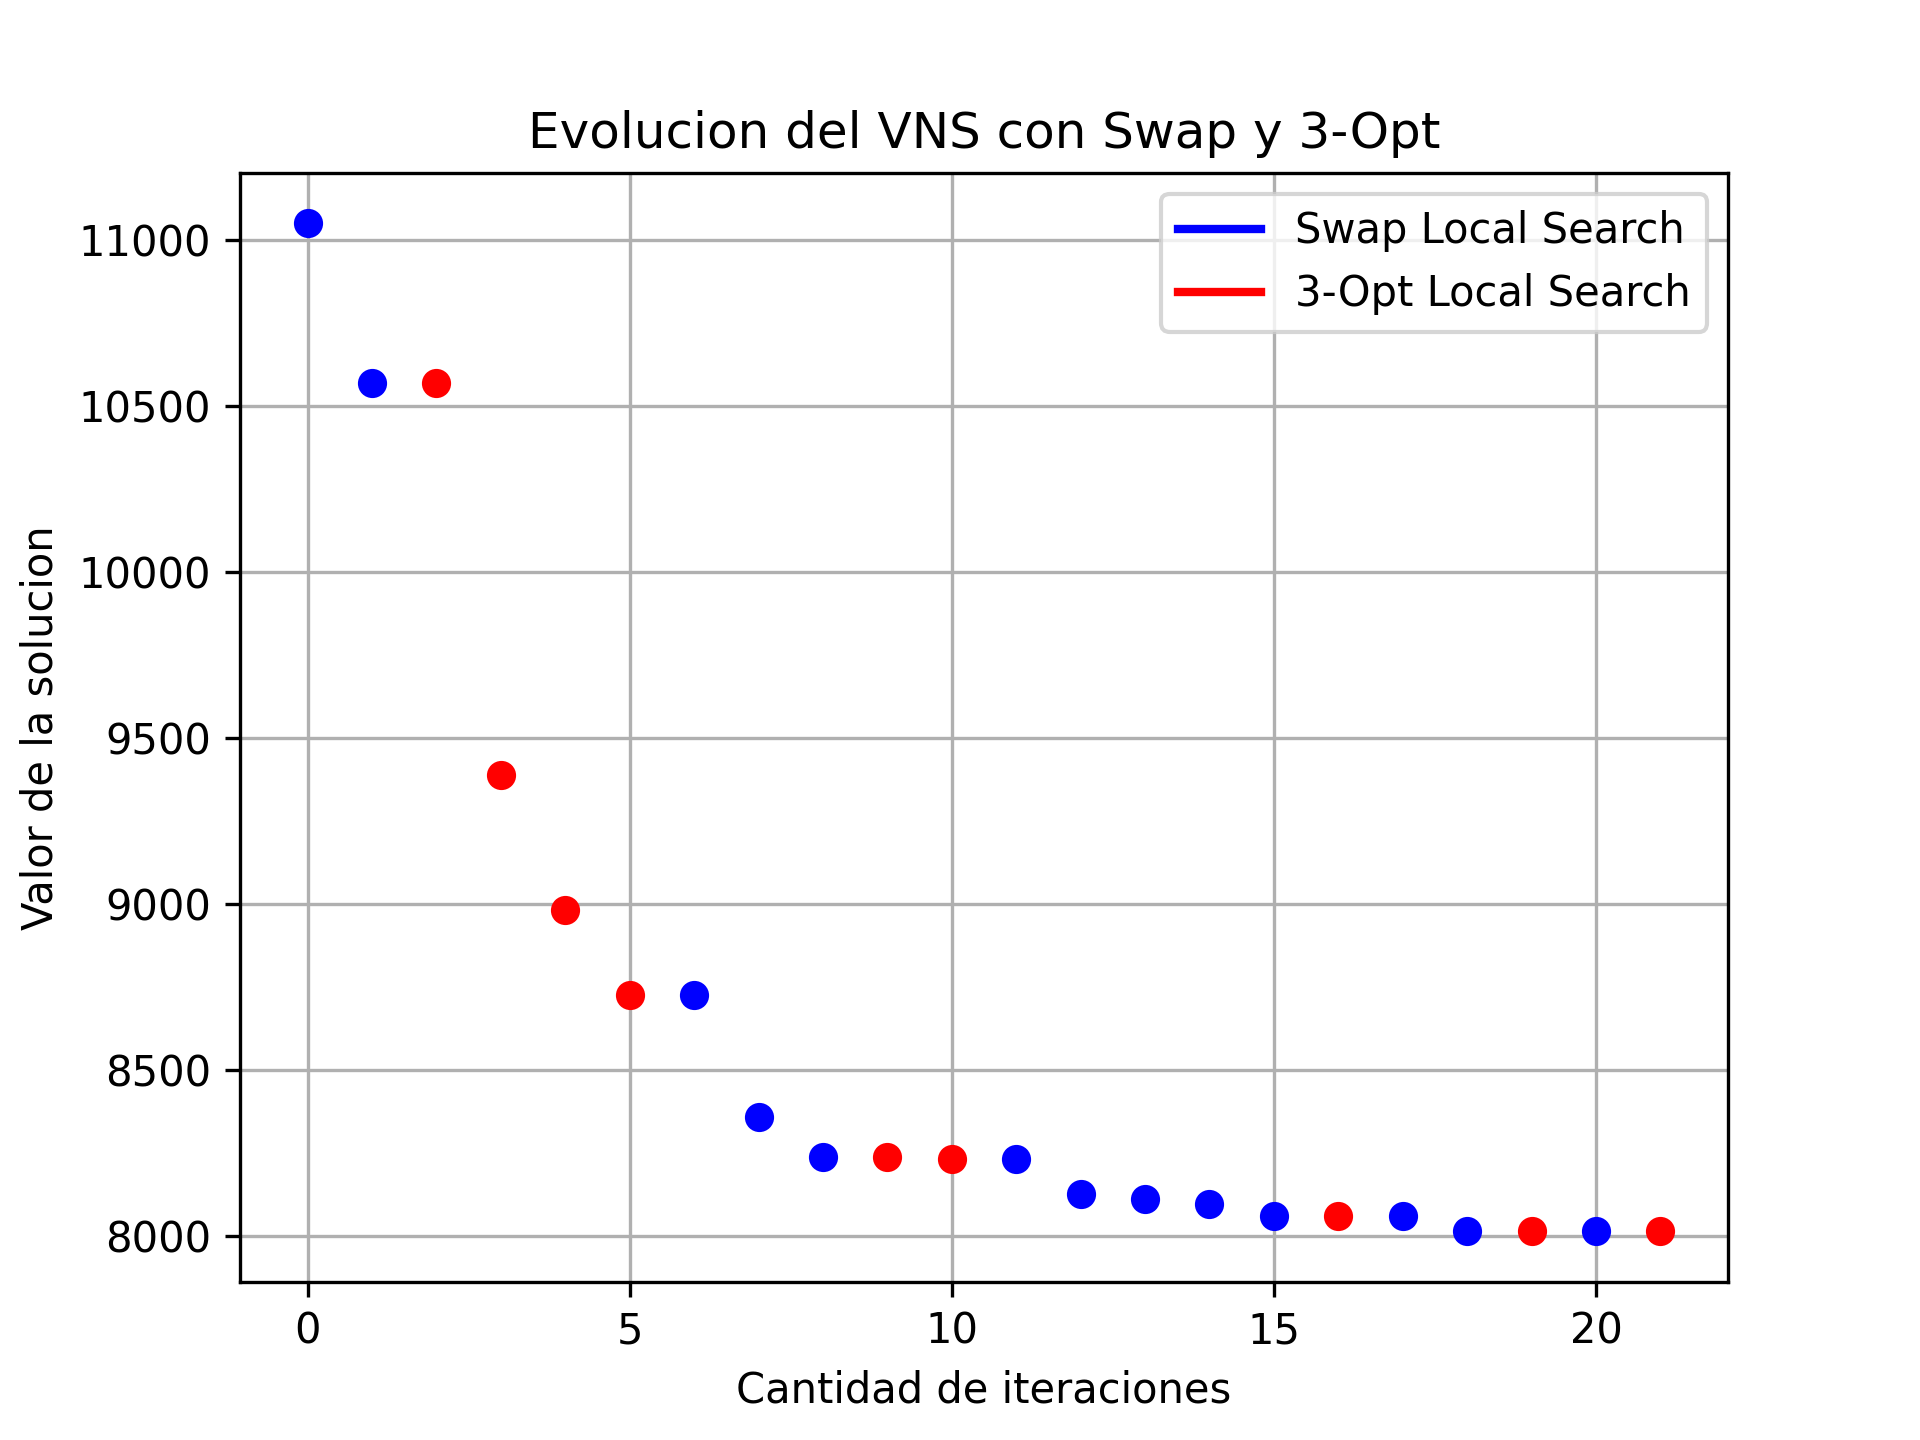 Evolucion del VNS con Swap y 3-Opt
Swap Local Search
3-Opt Local Search
Valor de la solucion
11000
10500
10000
9500
9000
8500
8000
0 5 10 15 20
Cantidad de iteraciones